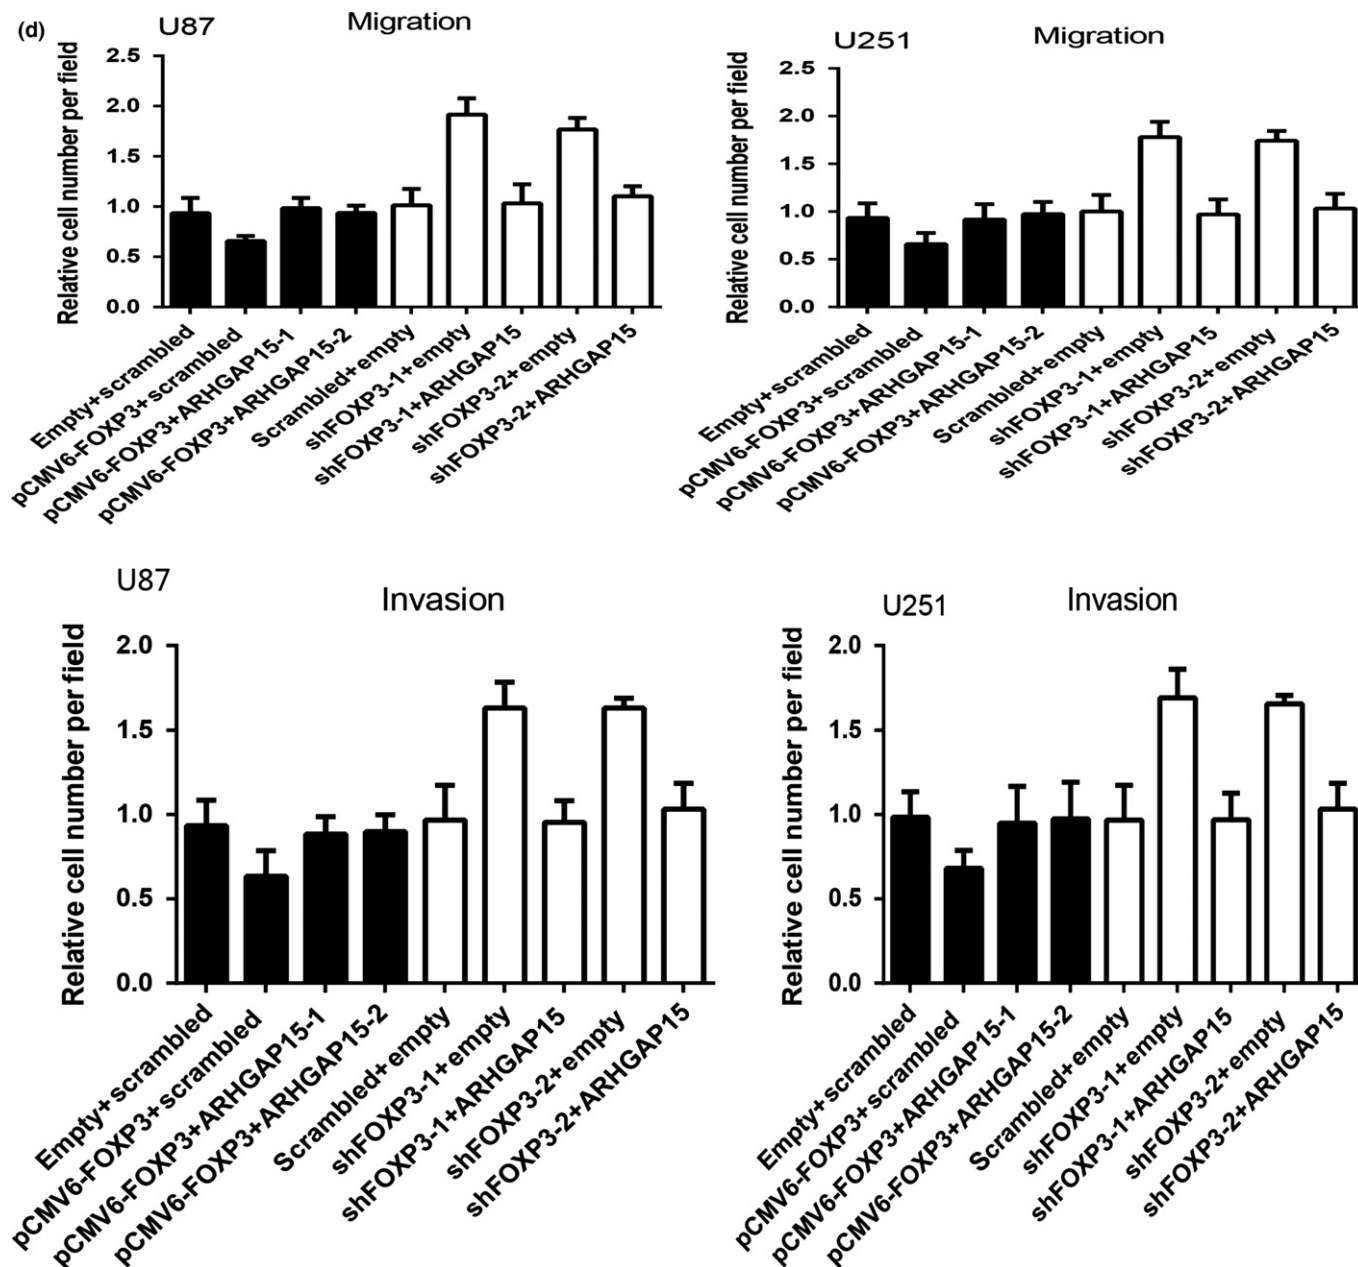 (d)
U87
Migration
Relative cell number per field
2.5
2.0
1.5
1.0
0.5
0.0
Empty+scrambled
pCMV6-FOXP3+scrambled
pCMV6-FOXP3+ARHGAP15-1
pCMV6-FOXP3+ARHGAP15-2
Scrambled+empty
shFOXP3-1+empty
shFOXP3-1+ARHGAP15
shFOXP3-2+empty
shFOXP3-2+ARHGAP15
U251
Migration
Relative cell number per field
2.5
2.0
1.5
1.0
0.5
0.0
Empty+scrambled
pCMV6-FOXP3+scrambled
pCMV6-FOXP3+ARHGAP15-1
pCMV6-FOXP3+ARHGAP15-2
Scrambled+empty
shFOXP3-1+empty
shFOXP3-1+ARHGAP15
shFOXP3-2+empty
shFOXP3-2+ARHGAP15
U87
Invasion
Relative cell number per field
2.0
1.5
1.0
0.5
0.0
Empty+scrambled
pCMV6-FOXP3+scrambled
pCMV6-FOXP3+ARHGAP15-1
pCMV6-FOXP3+ARHGAP15-2
Scrambled+empty
shFOXP3-1+empty
shFOXP3-1+ARHGAP15
shFOXP3-2+empty
shFOXP3-2+ARHGAP15
U251
Invasion
Relative cell number per field
2.0
1.5
1.0
0.5
0.0
Empty+scrambled
pCMV6-FOXP3+scrambled
pCMV6-FOXP3+ARHGAP15-1
pCMV6-FOXP3+ARHGAP15-2
Scrambled+empty
shFOXP3-1+empty
shFOXP3-1+ARHGAP15
shFOXP3-2+empty
shFOXP3-2+ARHGAP15